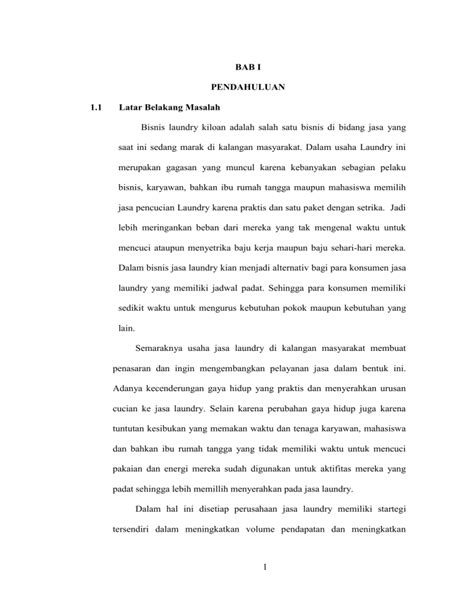 BAB I
PENDAHULUAN
1.1 Latar Belakang Masalah
Bisnis laundry kiloan adalah salah satu bisnis di bidang jasa yang
saat ini sedang marak di kalangan masyarakat. Dalam usaha Laundry ini
merupakan gagasan yang muncul karena kebanyakan sebagian pelaku
bisnis, karyawan, bahkan ibu rumah tangga maupun mahasiswa memilih
jasa pencucian Laundry karena praktis dan satu paket dengan setrika. Jadi
lebih meringankan beban dari mereka yang tak mengenal waktu untuk
mencuci ataupun menyetrika baju kerja maupun baju sehari-hari mereka.
Dalam bisnis jasa laundry kian menjadi alternativ bagi para konsumen jasa
laundry yang memiliki jadwal padat. Sehingga para konsumen memiliki
sedikit waktu untuk mengurus kebutuhan pokok maupun kebutuhan yang
lain.
Semaraknya usaha jasa laundry di kalangan masyarakat membuat
penasaran dan ingin mengembangkan pelayanan jasa dalam bentuk ini.
Adanya kecenderungan gaya hidup yang praktis dan menyerahkan urusan
cucian ke jasa laundry. Selain karena perubahan gaya hidup juga karena
tuntutan kesibukan yang memakan waktu dan tenaga karyawan, mahasiswa
dan bahkan ibu rumah tangga yang tidak memiliki waktu untuk mencuci
pakaian dan energi mereka sudah digunakan untuk aktifitas mereka yang
padat sehingga lebih memillih menyerahkan pada jasa laundry.
Dalam hal ini disetiap perusahaan jasa laundry memiliki startegi
tersendiri dalam meningkatkan volume pendapatan dan meningkatkan
1